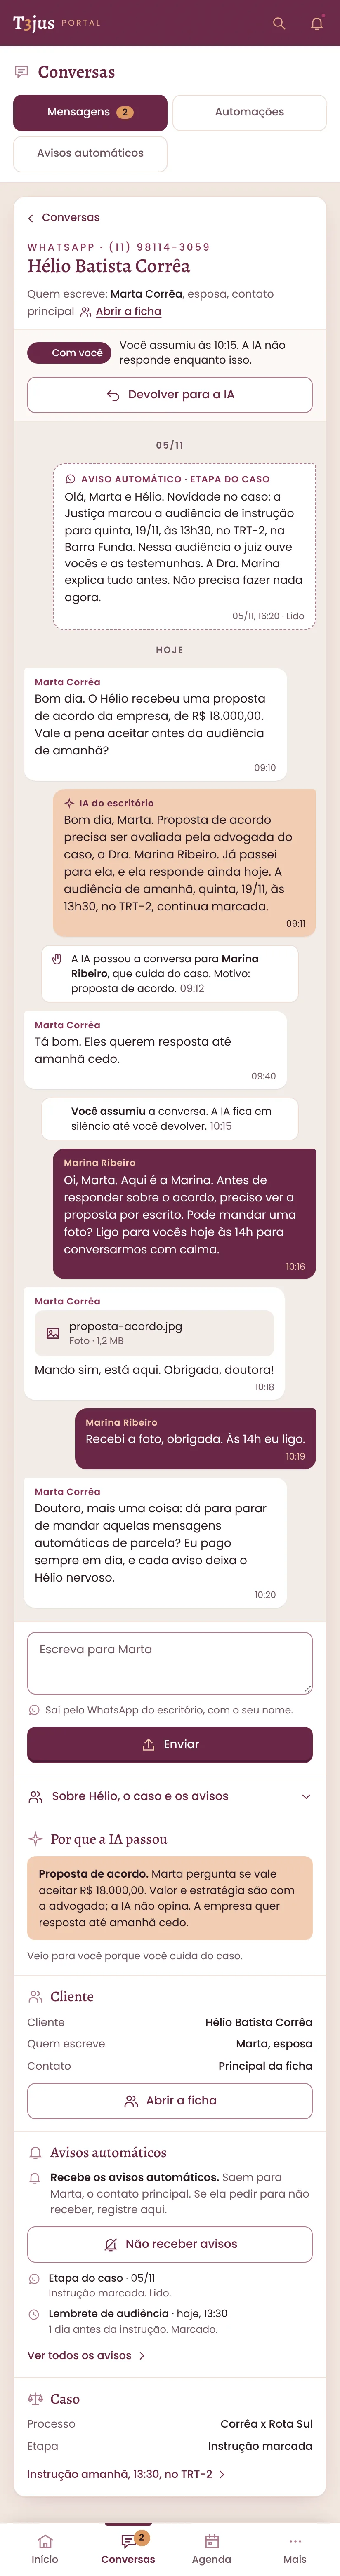 T3jus PORTAL
Conversas
Mensagens 2
Automações
Avisos automáticos
Conversas
WHATSAPP · (11) 98114-3059
Hélio Batista Corrêa
Quem escreve: Marta Corrêa, esposa, contato
principal Abrir a ficha
Com você
Você assumiu às 10:15. A IA não
responde enquanto isso.
Devolver para a IA
05/11
AVISO AUTOMÁTICO · ETAPA DO CASO
Olá, Marta e Hélio. Novidade no caso: a
Justiça marcou a audiência de instrução
para quinta, 19/11, às 13h30, no TRT-2, na
Barra Funda. Nessa audiência o juiz ouve
vocês e as testemunhas. A Dra. Marina
explica tudo antes. Não precisa fazer nada
agora.
05/11, 16:20 · Lido
HOJE
Marta Corrêa
Bom dia. O Hélio recebeu uma proposta
de acordo da empresa, de R$ 18.000,00.
Vale a pena aceitar antes da audiência
de amanhã?
09:10
IA do escritório
Bom dia, Marta. Proposta de acordo
precisa ser avaliada pela advogada do
caso, a Dra. Marina Ribeiro. Já passei
para ela, e ela responde ainda hoje. A
audiência de amanhã, quinta, 19/11, às
13h30, no TRT-2, continua marcada.
09:11
A IA passou a conversa para Marina
Ribeiro, que cuida do caso. Motivo:
proposta de acordo. 09:12
Marta Corrêa
Tá bom. Eles querem resposta até
amanhã cedo.
09:40
Você assumiu a conversa. A IA fica em
silêncio até você devolver. 10:15
Marina Ribeiro
Oi, Marta. Aqui é a Marina. Antes de
responder sobre o acordo, preciso ver a
proposta por escrito. Pode mandar uma
foto? Ligo para vocês hoje às 14h para
conversarmos com calma.
10:16
Marta Corrêa
proposta-acordo.jpg
Foto · 1,2 MB
Mando sim, está aqui. Obrigada, doutora!
10:18
Marina Ribeiro
Recebi a foto, obrigada. Às 14h eu ligo.
10:19
Marta Corrêa
Doutora, mais uma coisa: dá para parar
de mandar aquelas mensagens
automáticas de parcela? Eu pago
sempre em dia, e cada aviso deixa o
Hélio nervoso.
10:20
Escreva para Marta
Sai pelo WhatsApp do escritório, com o seu nome.
Enviar
Sobre Hélio, o caso e os avisos
Por que a IA passou
Proposta de acordo. Marta pergunta se vale
aceitar R$ 18.000,00. Valor e estratégia são com
a advogada; a IA não opina. A empresa quer
resposta até amanhã cedo.
Veio para você porque você cuida do caso.
Cliente
Cliente Hélio Batista Corrêa
Quem escreve Marta, esposa
Contato Principal da ficha
Abrir a ficha
Avisos automáticos
Recebe os avisos automáticos. Saem para
Marta, o contato principal. Se ela pedir para não
receber, registre aqui.
Não receber avisos
Etapa do caso · 05/11
Instrução marcada. Lido.
Lembrete de audiência · hoje, 13:30
1 dia antes da instrução. Marcado.
Ver todos os avisos
Caso
Processo Corrêa x Rota Sul
Etapa Instrução marcada
Instrução amanhã, 13:30, no TRT-2
2
Início Conversas Agenda Mais